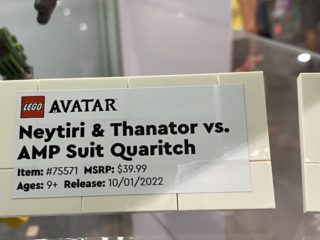 LEGO AVATAR
Neytiri & Thanator vs.
AMP Suit Quaritch
Item: #75571 MSRP: $39.99
Ages: 9+ Release: 10/01/2022